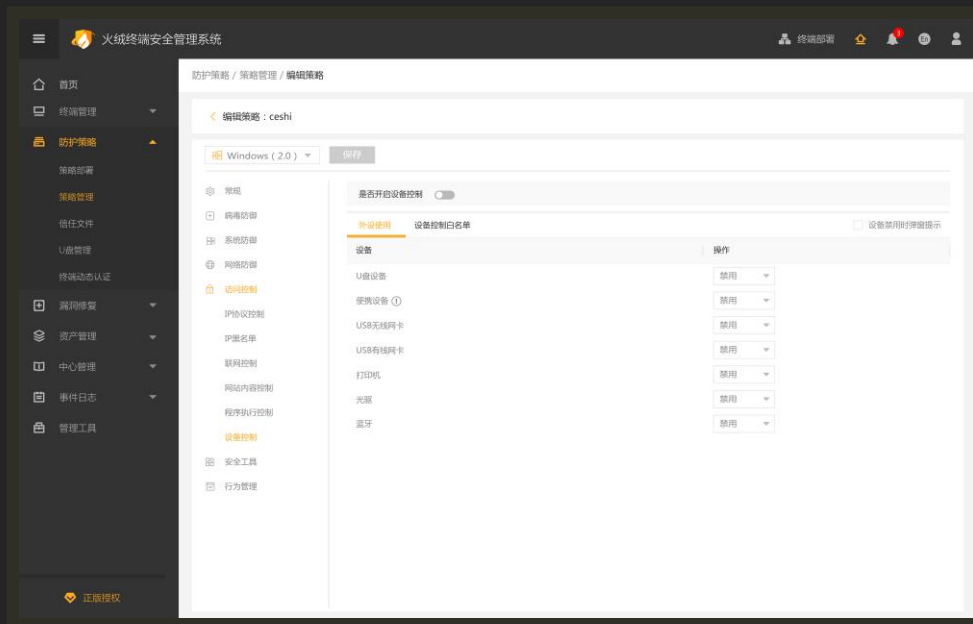 火绒终端安全管理系统
终端部署
En
首页
终端管理
防护策略
策略部署
策略管理
信任文件
U盘管理
终端动态认证
漏洞修复
资产管理
中心管理
事件日志
管理工具
正版授权
防护策略 / 策略管理 / 编辑策略
编辑策略：ceshi
Windows ( 2.0 )
保存
常规
病毒防御
系统防御
网络防御
访问控制
IP协议控制
IP黑名单
联网控制
网站内容控制
程序执行控制
设备控制
安全工具
行为管理
是否开启设备控制
外设使用 设备控制白名单 设备禁用时弹窗提示
设备 操作
U盘设备 禁用
便携设备 禁用
USB无线网卡 禁用
USB有线网卡 禁用
打印机 禁用
光驱 禁用
蓝牙 禁用